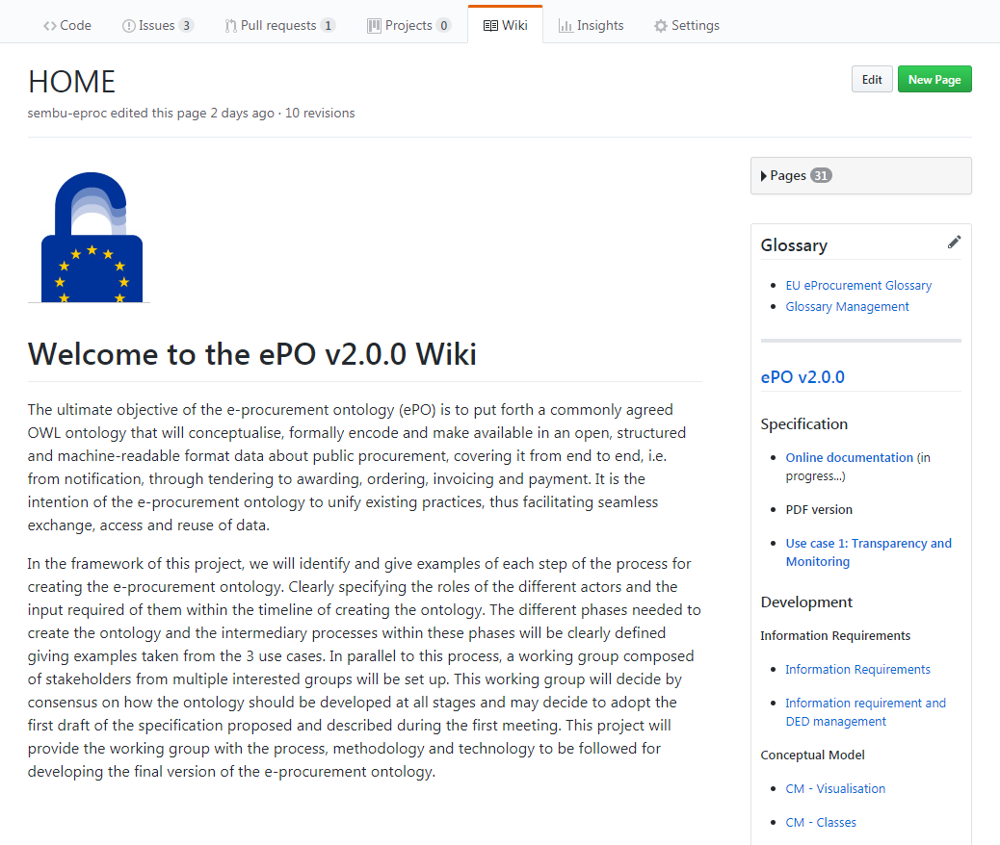 Code Issues 3 Pull requests 1 Projects 0 Wiki Insights Settings
HOME
Edit New Page
sembu-eproc edited this page 2 days ago · 10 revisions
Welcome to the ePO v2.0.0 Wiki
The ultimate objective of the e-procurement ontology (ePO) is to put forth a commonly agreed
OWL ontology that will conceptualise, formally encode and make available in an open, structured
and machine-readable format data about public procurement, covering it from end to end, i.e.
from notification, through tendering to awarding, ordering, invoicing and payment. It is the
intention of the e-procurement ontology to unify existing practices, thus facilitating seamless
exchange, access and reuse of data.
In the framework of this project, we will identify and give examples of each step of the process for
creating the e-procurement ontology. Clearly specifying the roles of the different actors and the
input required of them within the timeline of creating the ontology. The different phases needed to
create the ontology and the intermediary processes within these phases will be clearly defined
giving examples taken from the 3 use cases. In parallel to this process, a working group composed
of stakeholders from multiple interested groups will be set up. This working group will decide by
consensus on how the ontology should be developed at all stages and may decide to adopt the
first draft of the specification proposed and described during the first meeting. This project will
provide the working group with the process, methodology and technology to be followed for
developing the final version of the e-procurement ontology.
Pages 31
Glossary
EU eProcurement Glossary
Glossary Management
ePO v2.0.0
Specification
Online documentation (in
progress...)
PDF version
Use case 1: Transparency and
Monitoring
Development
Information Requirements
Information Requirements
Information requirement and
DED management
Conceptual Model
CM - Visualisation
CM - Classes